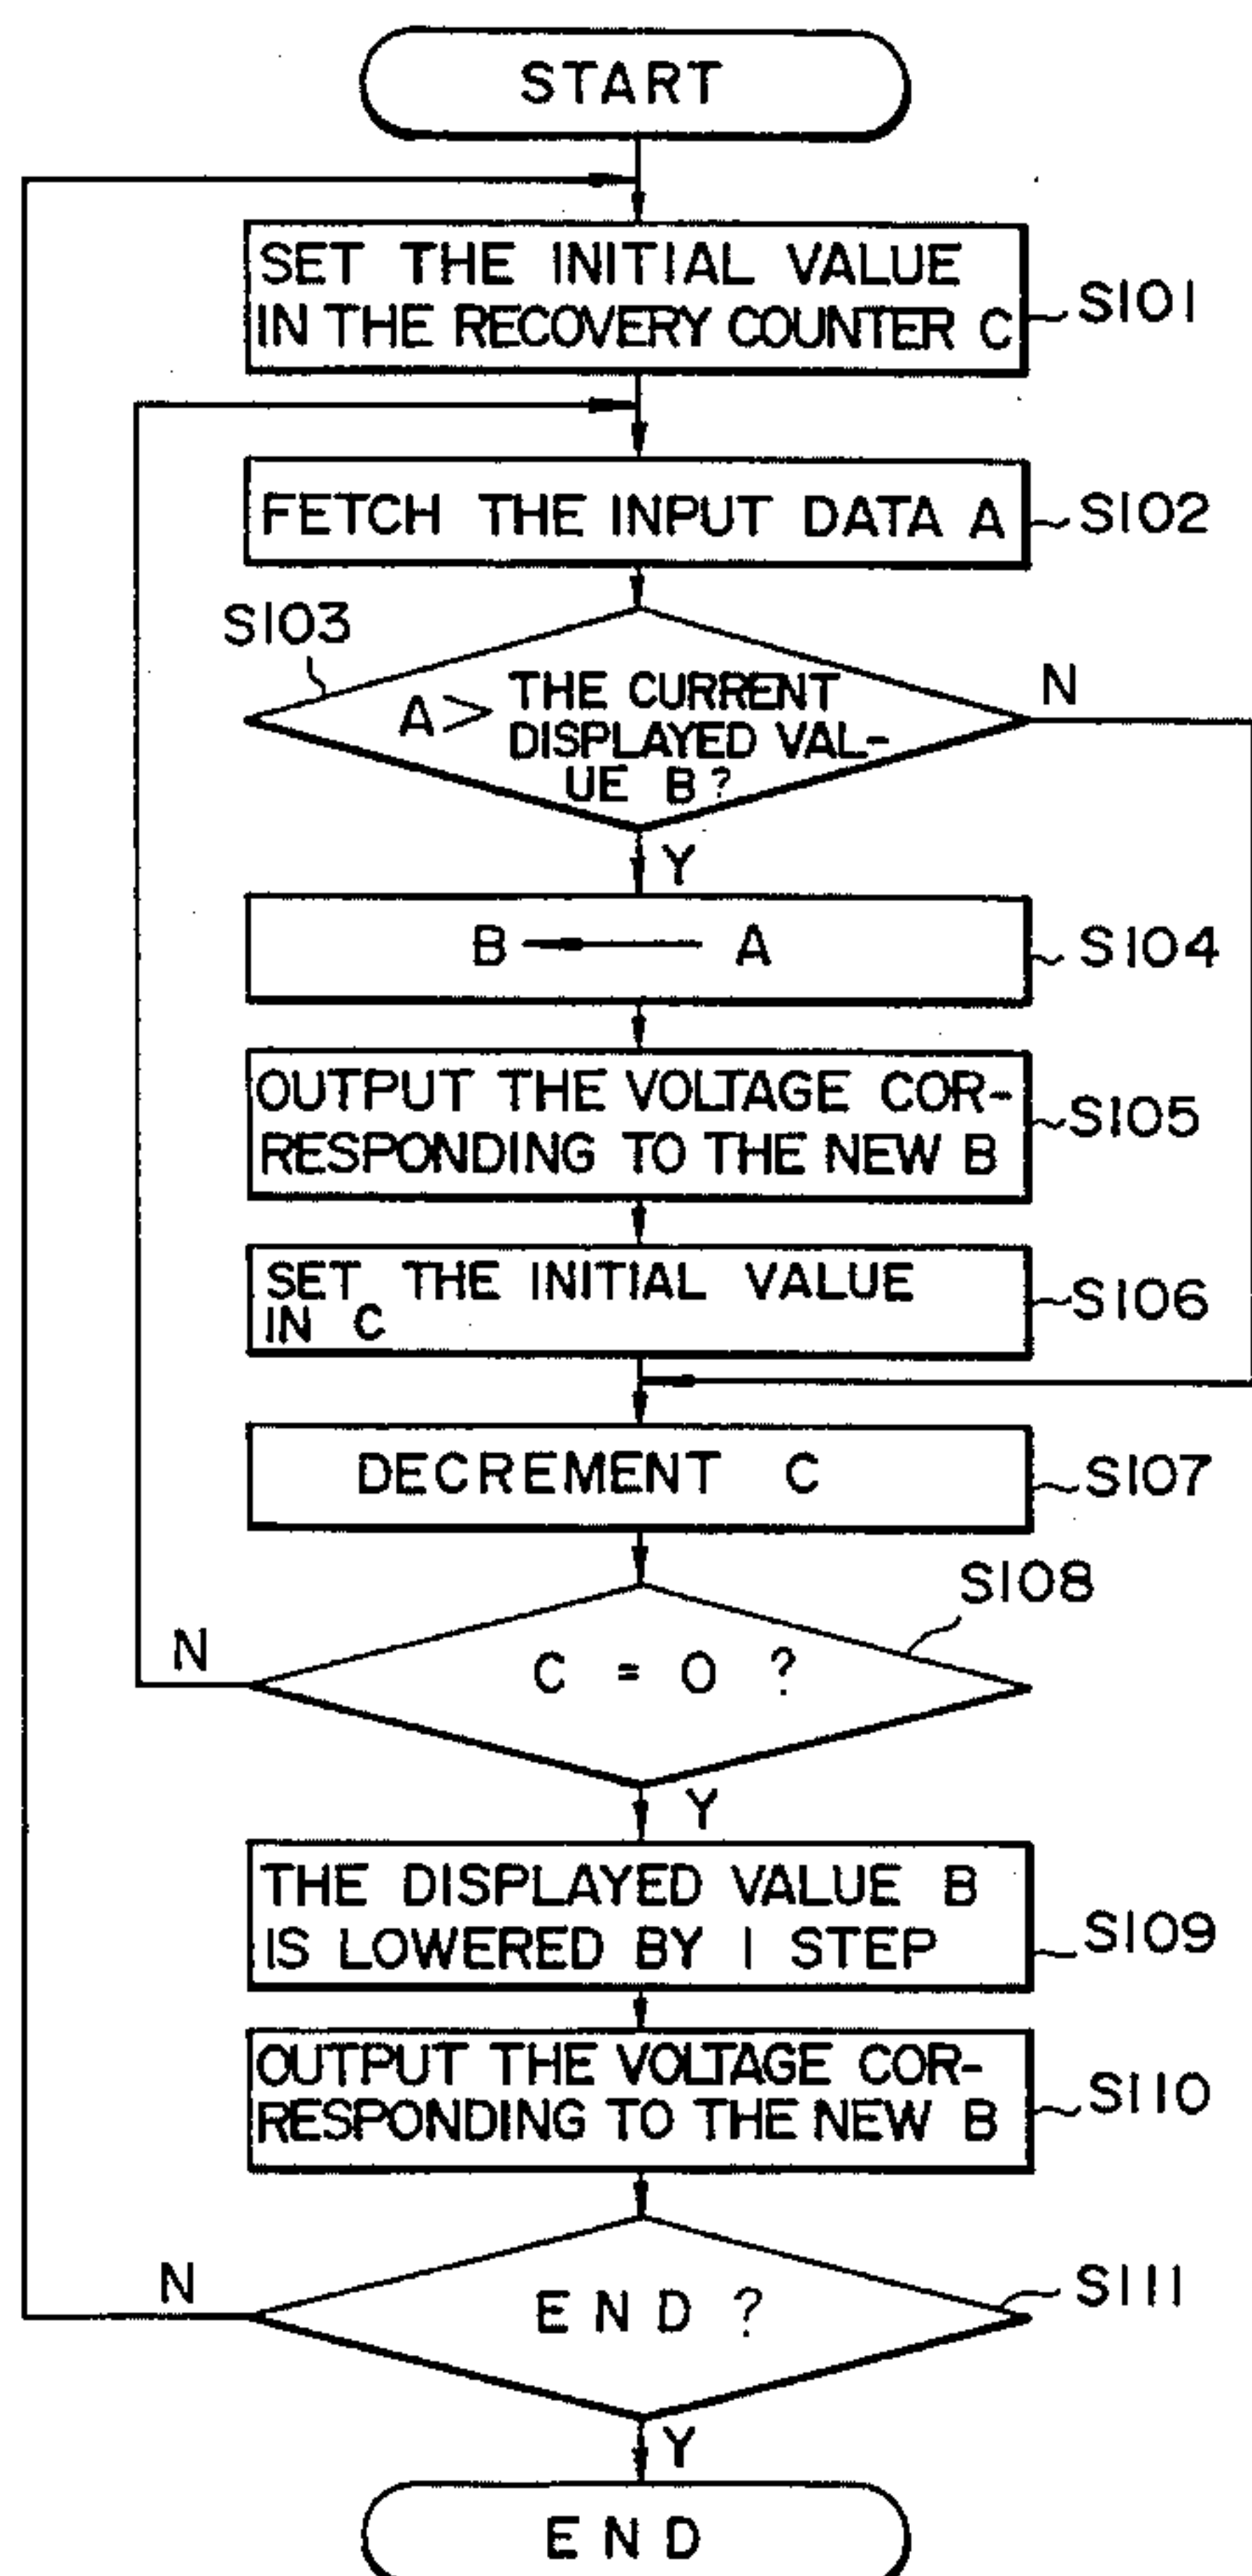 START
SET THE INITIAL VALUE
IN THE RECOVERY COUNTER C
S101
FETCH THE INPUT DATA A
S102
S103
A> THE CURRENT
DISPLAYED VAL-
UE B?
N
Y
B ← A
S104
OUTPUT THE VOLTAGE COR-
RESPONDING TO THE NEW B
S105
SET THE INITIAL VALUE
IN C
S106
DECREMENT C
S107
S108
C = 0 ?
N
Y
THE DISPLAYED VALUE B
IS LOWERED BY 1 STEP
S109
OUTPUT THE VOLTAGE COR-
RESPONDING TO THE NEW B
S110
END ?
S111
N
Y
END